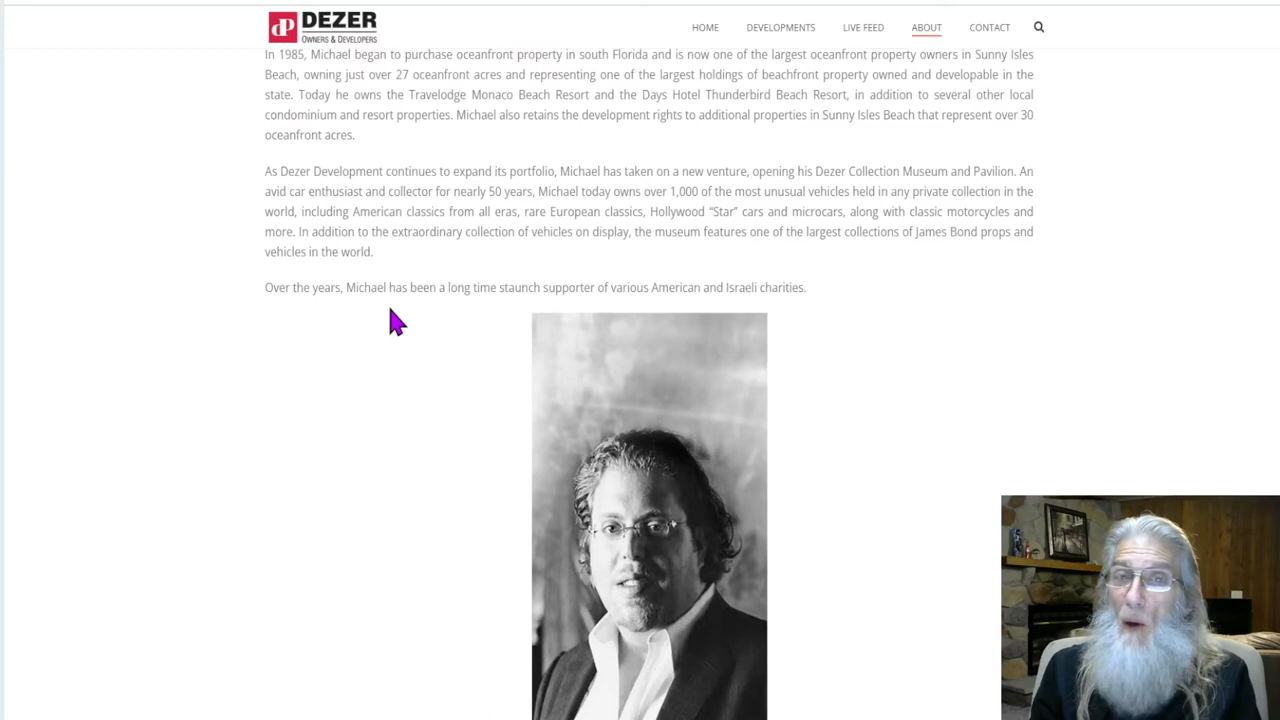 DEZER
OWNERS & DEVELOPERS
HOME DEVELOPMENTS LIVE FEED ABOUT CONTACT
In 1985, Michael began to purchase oceanfront property in south Florida and is now one of the largest oceanfront property owners in Sunny Isles
Beach, owning just over 27 oceanfront acres and representing one of the largest holdings of beachfront property owned and developable in the
state. Today he owns the Travelodge Monaco Beach Resort and the Days Hotel Thunderbird Beach Resort, in addition to several other local
condominium and resort properties. Michael also retains the development rights to additional properties in Sunny Isles Beach that represent over 30
oceanfront acres.
As Dezer Development continues to expand its portfolio, Michael has taken on a new venture, opening his Dezer Collection Museum and Pavilion. An
avid car enthusiast and collector for nearly 50 years, Michael today owns over 1,000 of the most unusual vehicles held in any private collection in the
world, including American classics from all eras, rare European classics, Hollywood “Star” cars and microcars, along with classic motorcycles and
more. In addition to the extraordinary collection of vehicles on display, the museum features one of the largest collections of James Bond props and
vehicles in the world.
Over the years, Michael has been a long time staunch supporter of various American and Israeli charities.